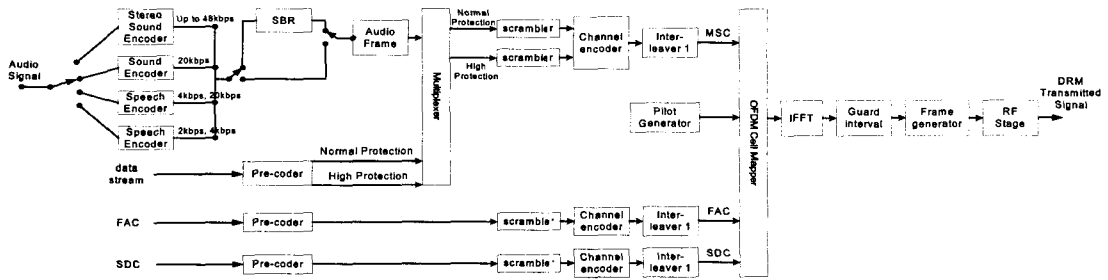 Audio
Signal
Stereo
Sound
Encoder
Up to 48kbps
Sound
Encoder
20kbps
Speech
Encoder
4kbps, 20kbps
Speech
Encoder
2kbps, 4kbps
SBR
Audio
Frame
Multiplexer
Normal
Protection
High
Protection
scrambler
scrambler
Channel
encoder
Inter-
leaver 1
MSC
Pilot
Generator
OFDM Cell Mapper
IFFT
Guard
interval
Frame
generator
RF
Stage
DRM
Transmitted
Signal
data
stream
Pre-coder
Normal Protection
High Protection
FAC
Pre-coder
scrambler
Channel
encoder
Inter-
leaver 1
FAC
SDC
Pre-coder
scrambler
Channel
encoder
Inter-
leaver 1
SDC